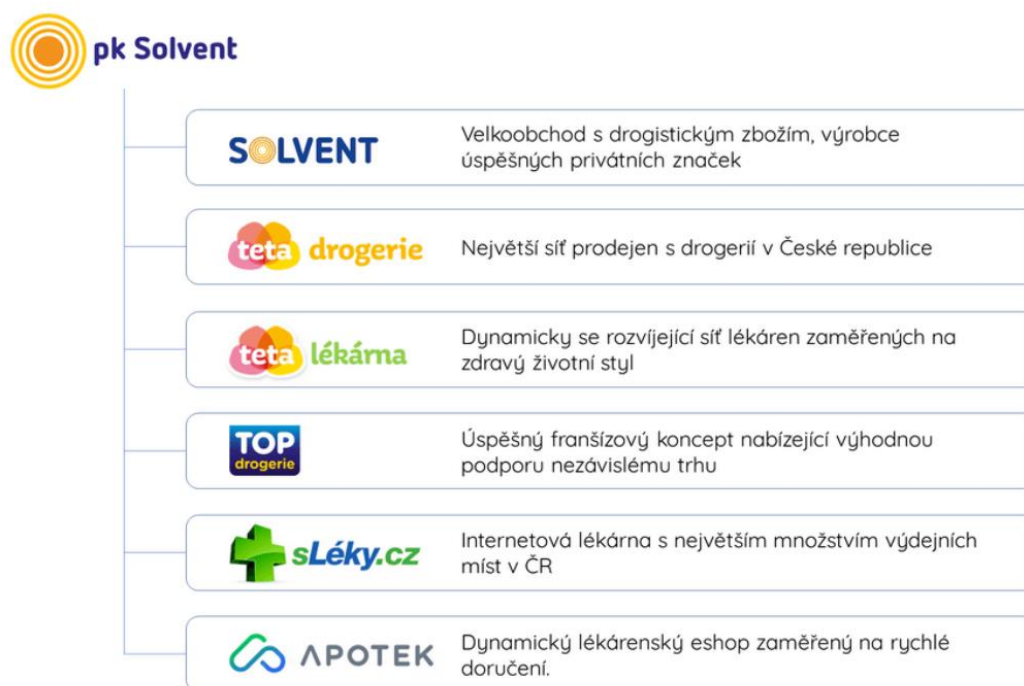 pk Solvent
SOLVENT
Velkoobchod s drogistickým zbožím, výrobce
úspěšných privátních značek
teta drogerie
Největší síť prodejen s drogerií v České republice
teta lékárna
Dynamicky se rozvíjející síť lékáren zaměřených na
zdravý životní styl
TOP
drogerie
Úspěšný franšízový koncept nabízející výhodnou
podporu nezávislému trhu
sLéky.cz
Internetová lékárna s největším množstvím výdejních
míst v ČR
APOTEK
Dynamický lékárenský eshop zaměřený na rychlé
doručení.